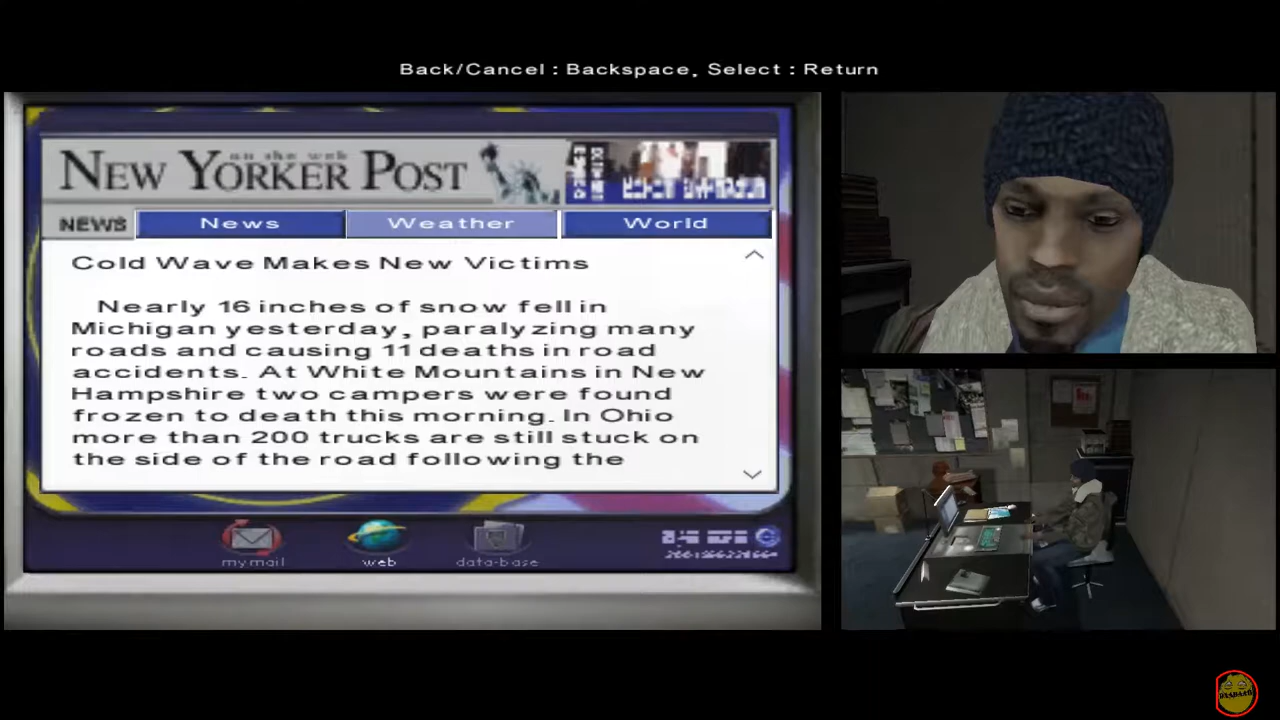 Back/Cancel : Backspace, Select : Return
on the web
NEW YORKER POST
NEWS
News
Weather
World
Cold Wave Makes New Victims
Nearly 16 inches of snow fell in
Michigan yesterday, paralyzing many
roads and causing 11 deaths in road
accidents. At White Mountains in New
Hampshire two campers were found
frozen to death this morning. In Ohio
more than 200 trucks are still stuck on
the side of the road following the
my mail
web
data-base